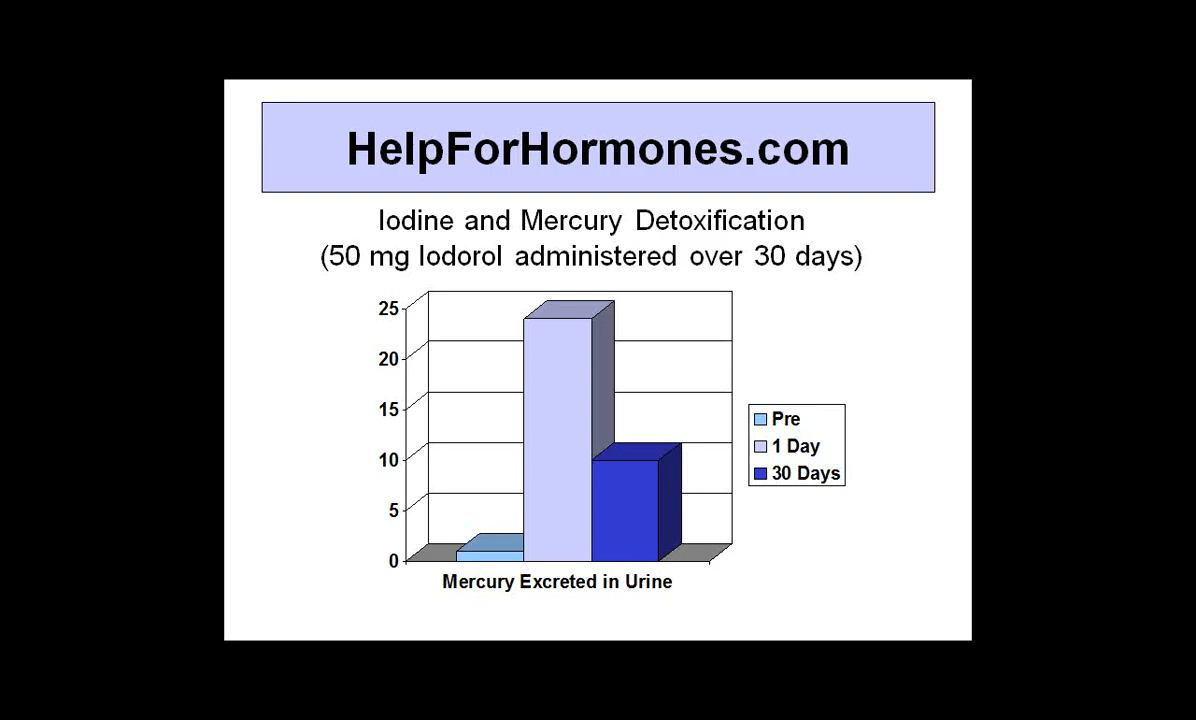 HelpForHormones.com
Iodine and Mercury Detoxification
(50 mg Iodorol administered over 30 days)
25
20
15
10
5
0
Pre
1 Day
30 Days
Mercury Excreted in Urine